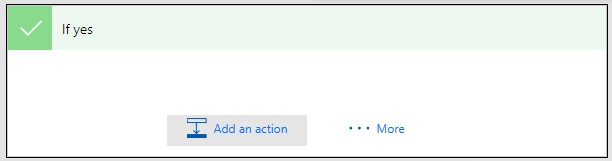 If yes
Add an action
••• More